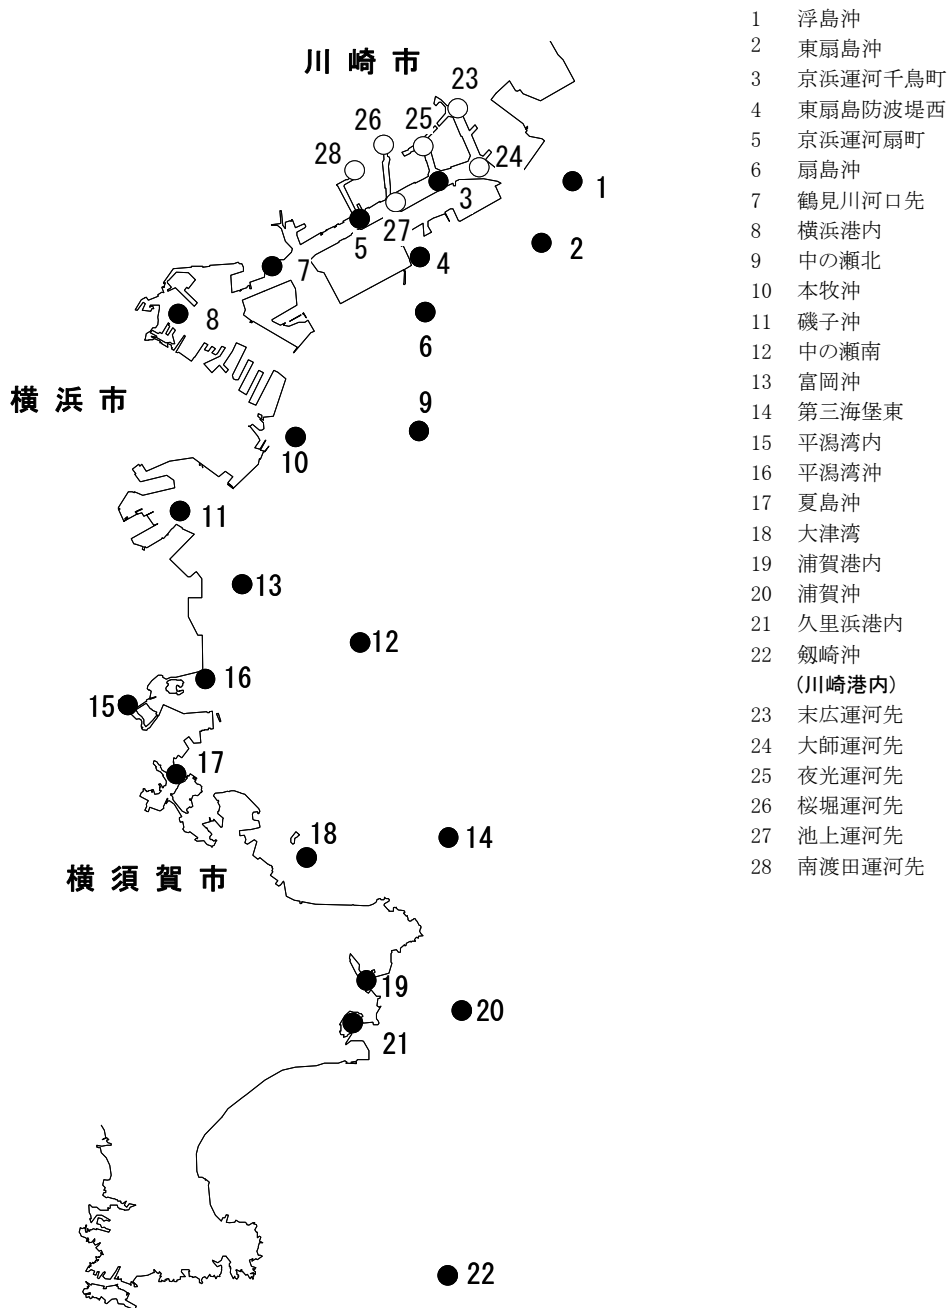 川崎市
23
26
25
28
24
1
3
27
5
2
4
7
8
6
横浜市
9
10
11
13
12
16
15
17
18
14
横須賀市
19
20
21
22
1 浮島沖
2 東扇島沖
3 京浜運河千鳥町
4 東扇島防波堤西
5 京浜運河扇町
6 扇島沖
7 鶴見川河口先
8 横浜港内
9 中の瀬北
10 本牧沖
11 磯子沖
12 中の瀬南
13 富岡沖
14 第三海堡東
15 平潟湾内
16 平潟湾沖
17 夏島沖
18 大津湾
19 浦賀港内
20 浦賀沖
21 久里浜港内
22 剱崎沖
(川崎港内)
23 末広運河先
24 大師運河先
25 夜光運河先
26 桜堀運河先
27 池上運河先
28 南渡田運河先